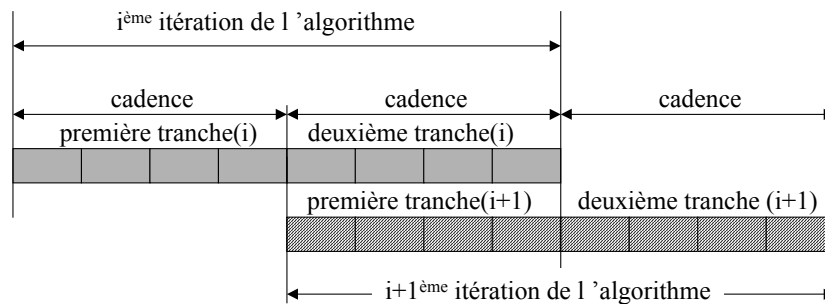 ième itération de l ’algorithme
cadence cadence cadence
première tranche(i) deuxième tranche(i)
première tranche(i+1) deuxième tranche (i+1)
i+1ème itération de l ’algorithme